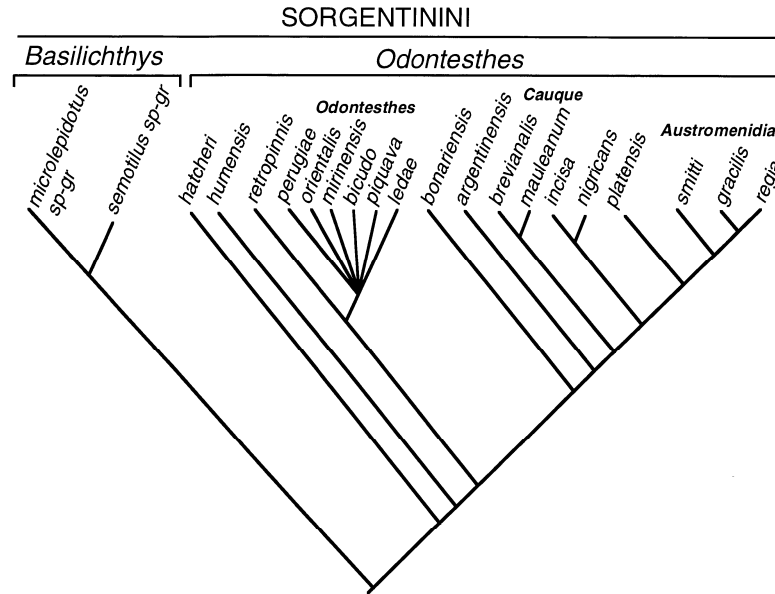 SORGENTININI
Basilichthys
Odontesthes
microlepidotus
sp-gr
semotilus sp-gr
hatcheri
humensis
retropinnis
Odontesthes
perugiae
orientalis
mirinensis
bicudo
piquava
ledae
bonariensis
argentinensis
Cauque
brevianalis
mauleanum
incisa
nigricans
platensis
Austromenidia
smitti
gracilis
regia